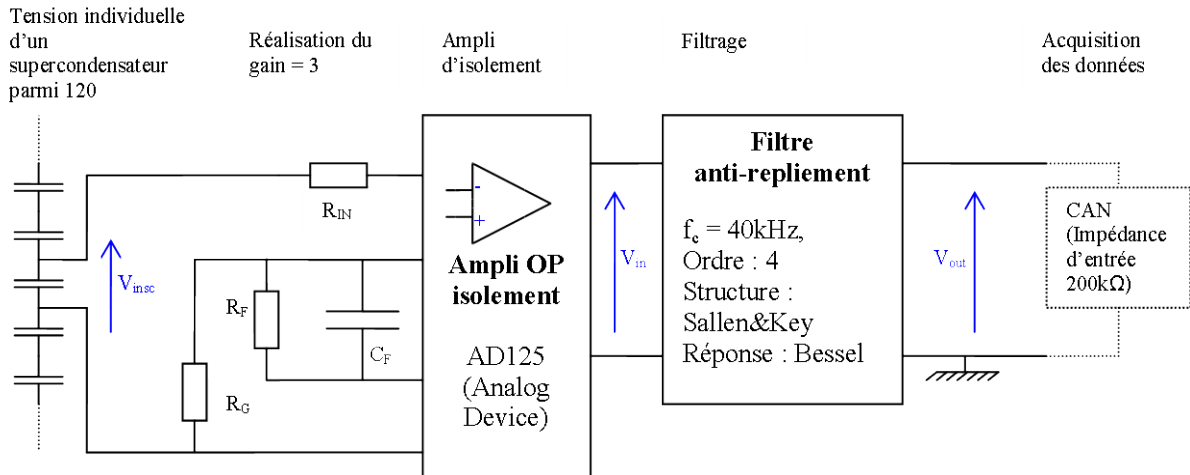 Tension individuelle
d'un
supercondensateur
parmi 120
Réalisation du
gain = 3
Ampli
d'isolement
Filtrage
Acquisition
des données
R_IN
-
+
Ampli OP
isolement
AD125
(Analog
Device)
V_insc
R_F
C_F
R_G
V_in
Filtre
anti-repliement
f_c = 40kHz,
Ordre : 4
Structure :
Sallen&Key
Réponse : Bessel
V_out
CAN
(Impédance
d'entrée
200kΩ)